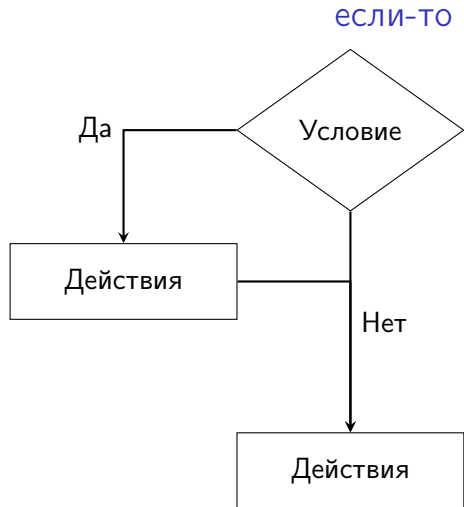 если-то
Условие
Да
Действия
Нет
Действия